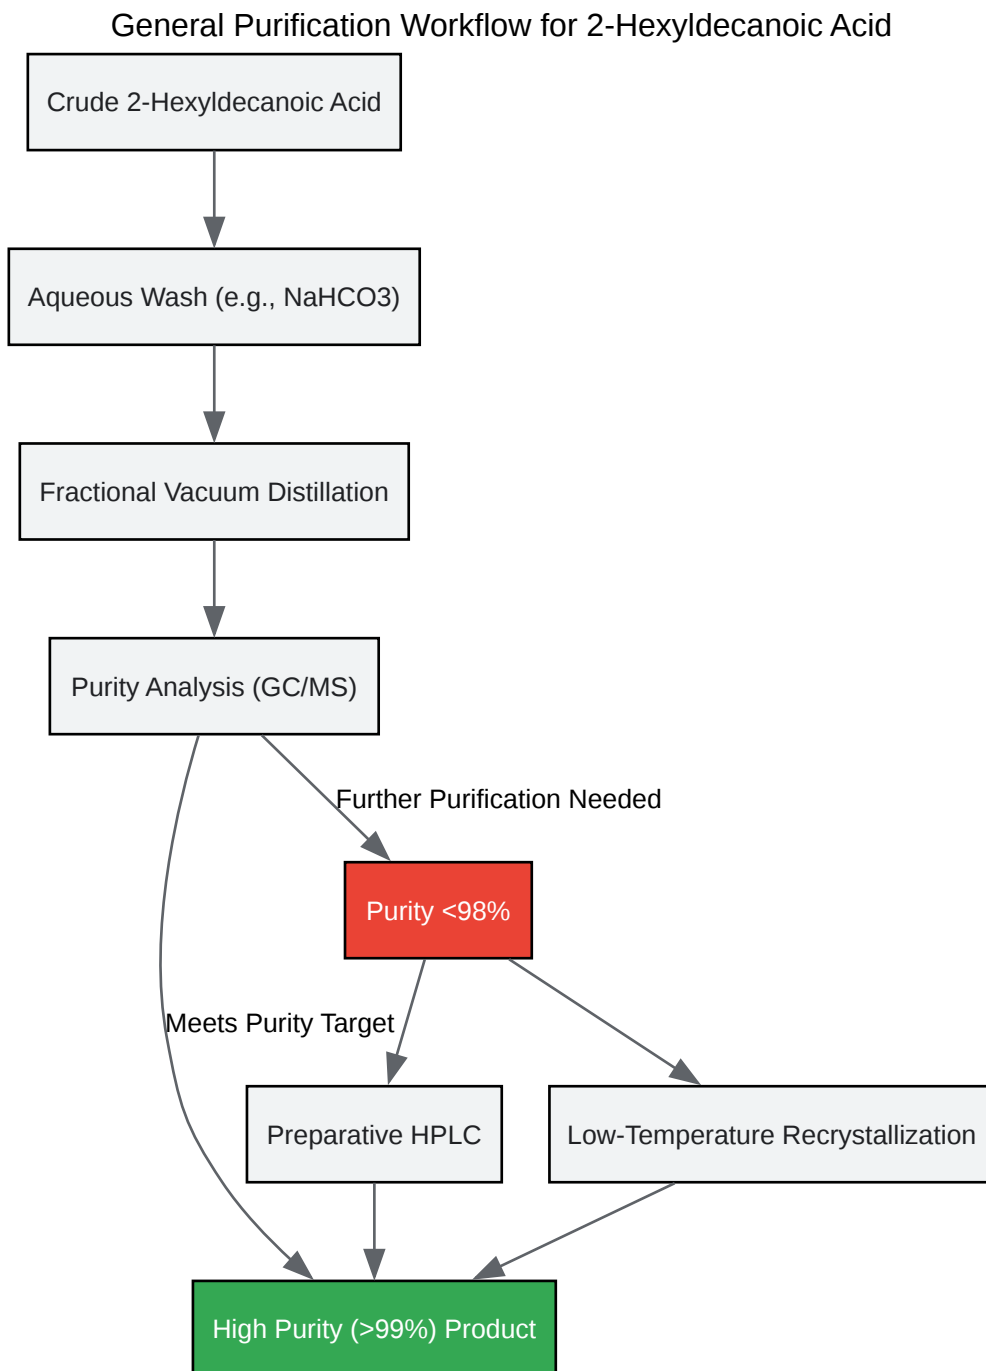 General Purification Workflow for 2-Hexyldecanoic Acid
Crude 2-Hexyldecanoic Acid
Aqueous Wash (e.g., NaHCO3)
Fractional Vacuum Distillation
Purity Analysis (GC/MS)
Further Purification Needed
Purity <98%
Meets Purity Target
Preparative HPLC
Low-Temperature Recrystallization
High Purity (>99%) Product